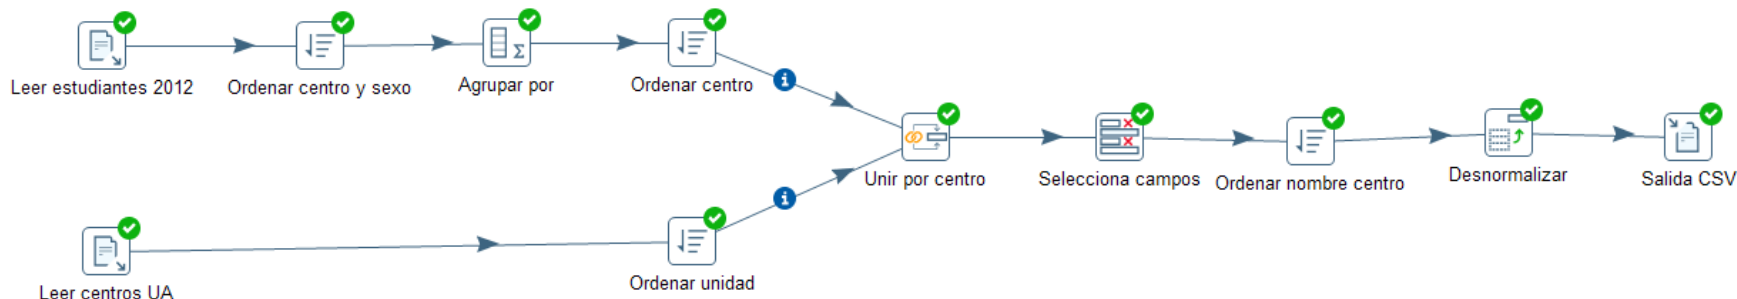 Leer estudiantes 2012
Ordenar centro y sexo
Agrupar por
Ordenar centro
Unir por centro
Selecciona campos
Ordenar nombre centro
Desnormalizar
Salida CSV
Leer centros UA
Ordenar unidad